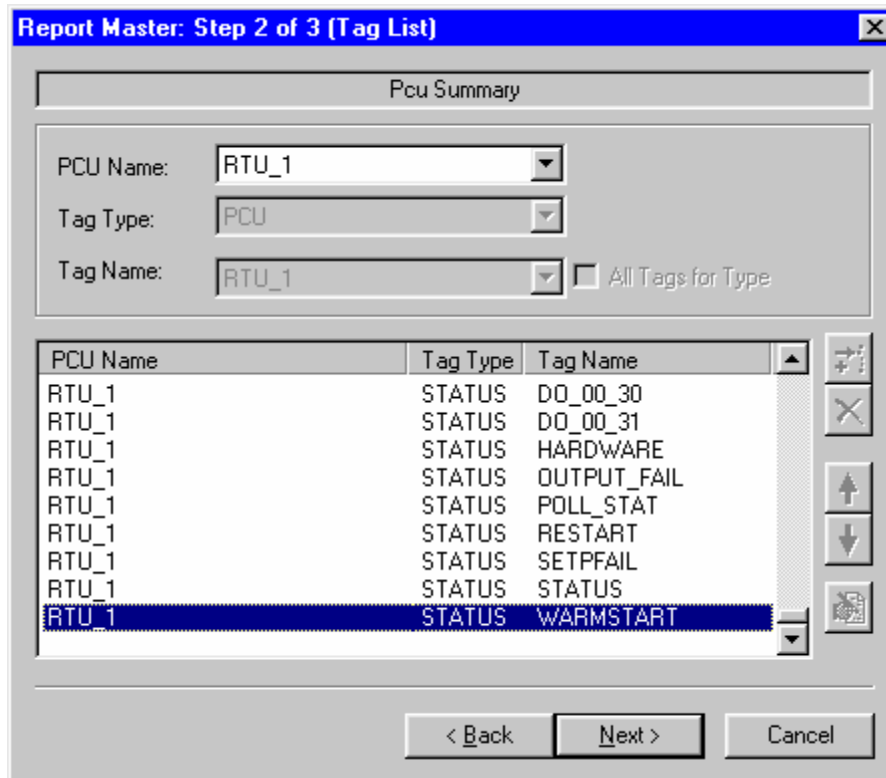 Report Master: Step 2 of 3 (Tag List)
Pcu Summary
PCU Name: RTU_1
Tag Type: PCU
Tag Name: RTU_1 All Tags for Type
PCU Name Tag Type Tag Name
RTU_1 STATUS DO_00_30
RTU_1 STATUS DO_00_31
RTU_1 STATUS HARDWARE
RTU_1 STATUS OUTPUT_FAIL
RTU_1 STATUS POLL_STAT
RTU_1 STATUS RESTART
RTU_1 STATUS SETPFAIL
RTU_1 STATUS STATUS
RTU_1 STATUS WARMSTART
< Back Next > Cancel